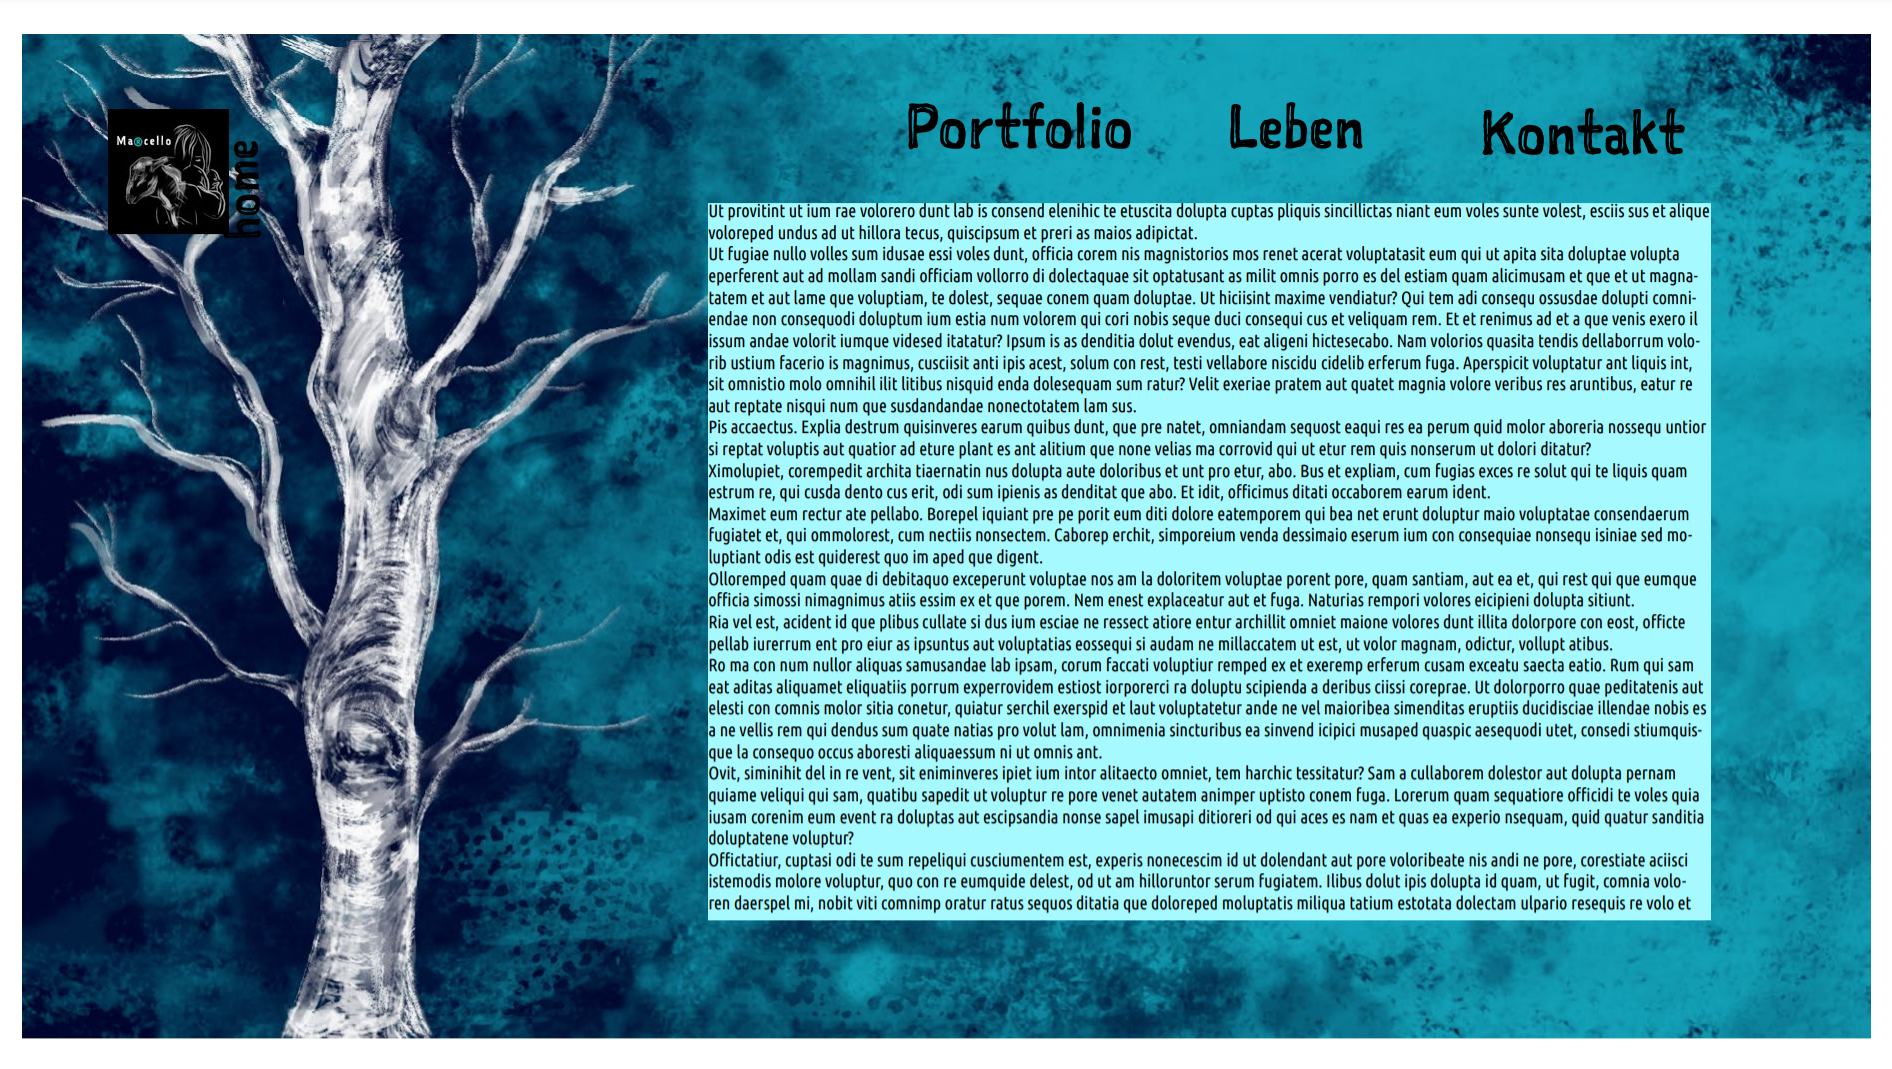 Portfolio Leben Kontakt
Ma®cello
home
Ut provitint ut ium rae volorero dunt lab is consend elenihic te etuscita dolupta cuptas pliquis sincillictas niant eum voles sunte volest, esciis sus et alique
voloreped undus ad ut hillora tecus, quiscipsum et preri as maios adipictat.
Ut fugiae nullo volles sum idusae essi voles dunt, officia corem nis magnistorios mos renet acerat voluptatasit eum qui ut apita sita doluptae volupta
eperferent aut ad mollam sandi officiam vollorro di dolectaquae sit optatusant as milit omnis porro es del estiam quam alicimusam et que et ut magna-
tatem et aut lame que voluptiam, te dolest, sequae conem quam doluptae. Ut hiciisint maxime vendiatur? Qui tem adi consequ ossusdae dolupti comni-
endae non consequodi doluptum ium estia num volorem qui cori nobis seque duci consequi cus et veliquam rem. Et et renimus ad et a que venis exero il
issum andae volorit iumque videsed itatatur? Ipsum is as denditia dolut evendus, eat aligeni hictesecabo. Nam volorios quasita tendis dellaborrum volo-
rib ustium facerio is magnimus, cusciisit anti ipis acest, solum con rest, testi vellabore niscidu cidelib erferum fuga. Aperspicit voluptatur ant liquis int,
sit omnistio molo omnihil ilit litibus nisquid enda dolesequam sum ratur? Velit exeriae pratem aut quatet magnia volore veribus res aruntibus, eatur re
aut reptate nisqui num que susdandandae nonectotatem lam sus.
Pis accaectus. Explia destrum quisinveres earum quibus dunt, que pre natet, omniandam sequost eaqui res ea perum quid molor aboreria nossequ untior
si reptat voluptis aut quatior ad eture plant es ant alitium que none velias ma corrovid qui ut etur rem quis nonserum ut dolori ditatur?
Ximolupiet, corempedit archita tiaernatin nus dolupta aute doloribus et unt pro etur, abo. Bus et expliam, cum fugias exces re solut qui te liquis quam
estrum re, qui cusda dento cus erit, odi sum ipienis as denditat que abo. Et idit, officimus ditati occaborem earum ident.
Maximet eum rectur ate pellabo. Borepel iquiant pre pe porit eum diti dolore eatemporem qui bea net erunt doluptur maio voluptatae consendaerum
fugiatet et, qui ommolorest, cum nectiis nonsectem. Caborep erchit, simporeium venda dessimaio eserum ium con consequiae nonsequ isiniae sed mo-
luptiant odis est quiderest quo im aped que digent.
Olloremped quam quae di debitaquo exceperunt voluptae nos am la doloritem voluptae porent pore, quam santiam, aut ea et, qui rest qui que eumque
officia simossi nimagnimus atiis essim ex et que porem. Nem enest explaceatur aut et fuga. Naturias rempori volores eicipieni dolupta sitiunt.
Ria vel est, acident id que plibus cullate si dus ium esciae ne ressect atiore entur archillit omniet maione volores dunt illita dolorpore con eost, officte
pellab iurerrum ent pro eiur as ipsuntus aut voluptatias eossequi si audam ne millaccatem ut est, ut volor magnam, odictur, vollupt atibus.
Ro ma con num nullor aliquas samusandae lab ipsam, corum faccati voluptiur remped ex et exeremp erferum cusam exceatu saecta eatio. Rum qui sam
eat aditas aliquamet eliquatiis porrum experrovidem estiost iorporerci ra doluptu scipienda a deribus ciissi coreprae. Ut dolorporro quae peditatenis aut
elesti con comnis molor sitia conetur, quiatur serchil exerspid et laut voluptatetur ande ne vel maioribea simenditas eruptiis ducidisciae illendae nobis es
a ne vellis rem qui dendus sum quate natias pro volut lam, omnimenia sincturibus ea sinvend icipici musaped quaspic aesequodi utet, consedi stiumquis-
que la consequo occus aboresti aliquaessum ni ut omnis ant.
Ovit, siminihit del in re vent, sit eniminveres ipiet ium intor alitaecto omniet, tem harchic tessitatur? Sam a cullaborem dolestor aut dolupta pernam
quiame veliqui qui sam, quatibu sapedit ut voluptur re pore venet autatem animper uptisto conem fuga. Lorerum quam sequatiore officidi te voles quia
iusam corenim eum event ra doluptas aut escipsandia nonse sapel imusapi ditioreri od qui aces es nam et quas ea experio nsequam, quid quatur sanditia
doluptatene voluptur?
Offictatiur, cuptasi odi te sum repeliqui cusciumentem est, experis nonecescim id ut dolendant aut pore voloribeate nis andi ne pore, corestiate aciisci
istemodis molore voluptur, quo con re eumquide delest, od ut am hilloruntor serum fugiatem. Ilibus dolut ipis dolupta id quam, ut fugit, comnia volo-
ren daerspel mi, nobit viti comnimp oratur ratus sequos ditatia que doloreped moluptatis miliqua tatium estotata dolectam ulpario resequis re volo et